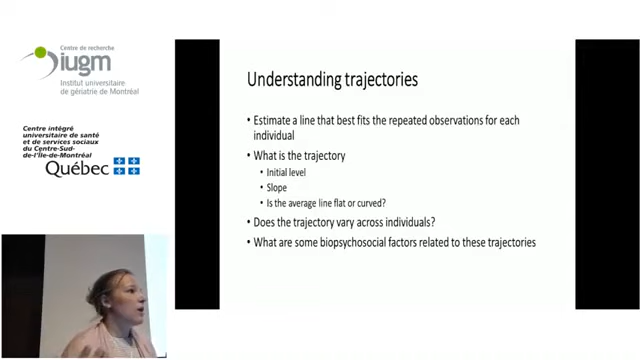 Centre de recherche
iugm
Institut universitaire
de gériatrie de Montréal
Centre intégré
universitaire de santé
et de services sociaux
du Centre-Sud-
de-l'Île-de-Montréal
Québec
Understanding trajectories
• Estimate a line that best fits the repeated observations for each
individual
• What is the trajectory
• Initial level
• Slope
• Is the average line flat or curved?
• Does the trajectory vary across individuals?
• What are some biopsychosocial factors related to these trajectories